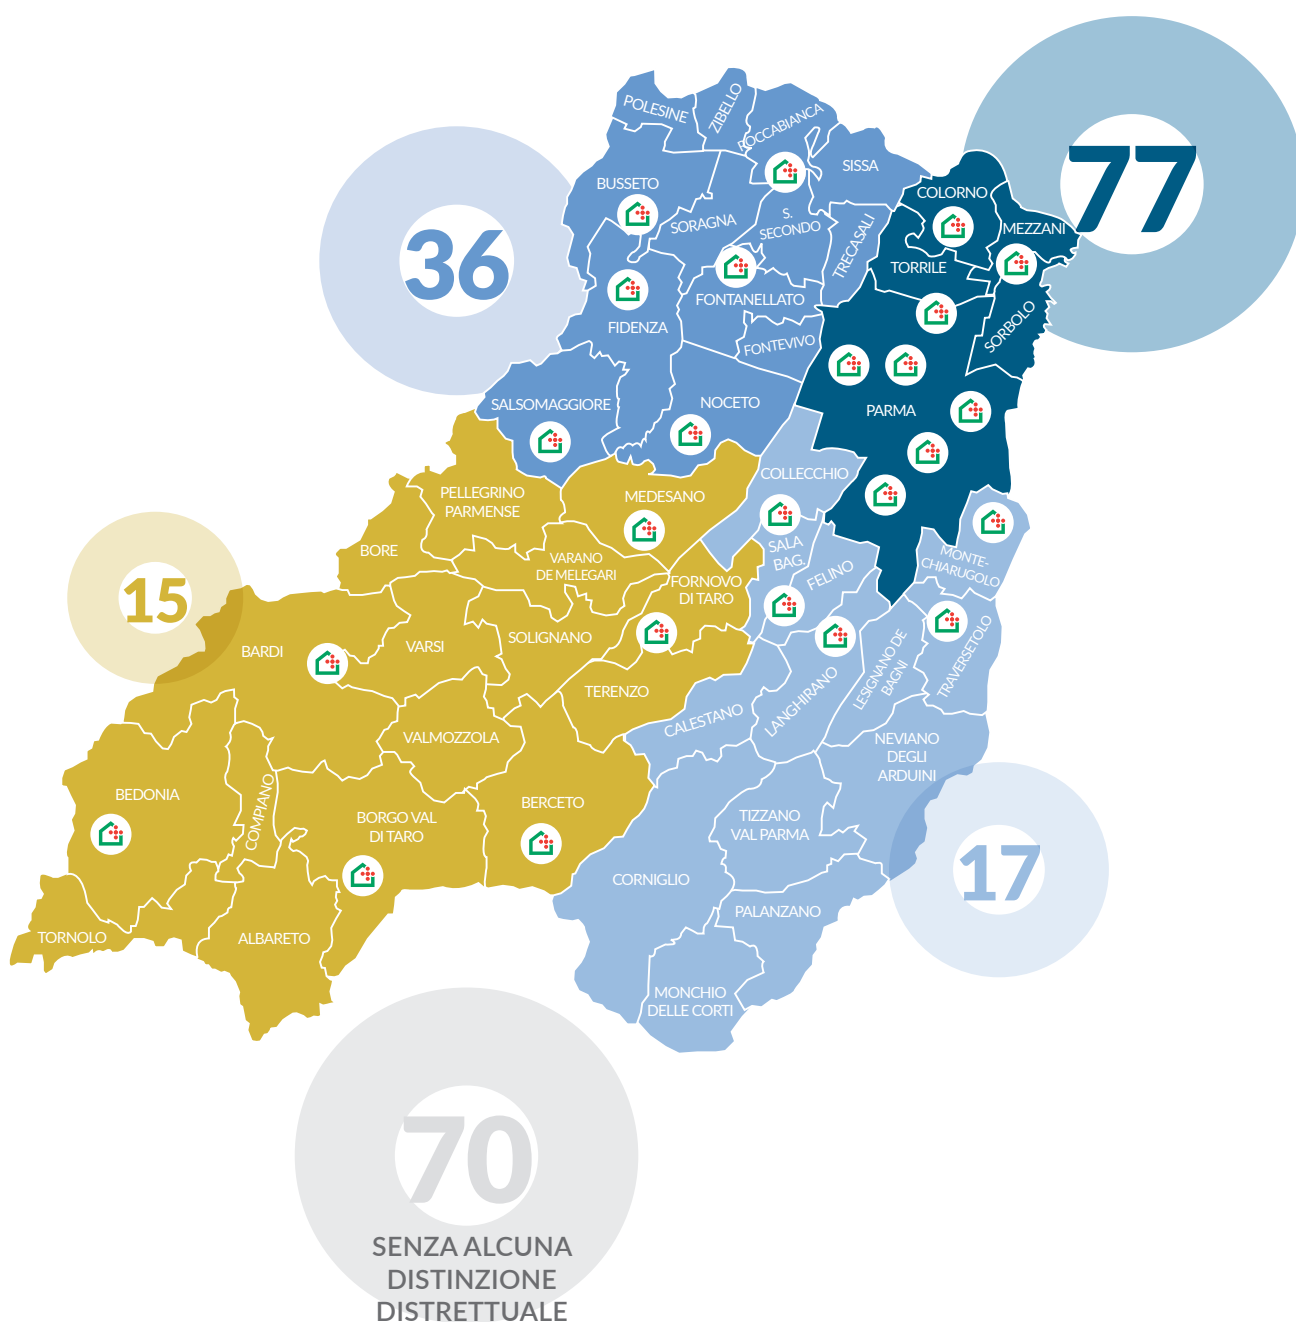 POLESINE
ZIBELLO
ROCCABIANCA
77
SISSA
BUSSETO
COLORNO
S.
SECONDO
SORAGNA
MEZZANI
TRECASALI
36
TORRILE
FONTANELLATO
FIDENZA
SORBOLO
FONTEVIVO
SALSOMAGGIORE
NOCETO
PARMA
COLLECCHIO
PELLEGRINO
PARMENSE
MEDESANO
BORE
VARANO
DE MELEGARI
SALA
BAG.
MONTE-
CHIARUGOLO
FELINO
FORNOVO
DI TARO
15
SOLIGNANO
BARDI
VARSI
LESIGNANO DE
BAGNI
TRAVERSETOLO
TERENZO
LANGHIRANO
CALESTANO
VALMOZZOLA
NEVIANO
DEGLI
ARDUINI
BEDONIA
COMPIANO
BERCETO
BORGO VAL
DI TARO
TIZZANO
VAL PARMA
CORNIGLIO
17
PALANZANO
TORNOLO
ALBARETO
MONCHIO
DELLE CORTI
70
SENZA ALCUNA
DISTINZIONE
DISTRETTUALE